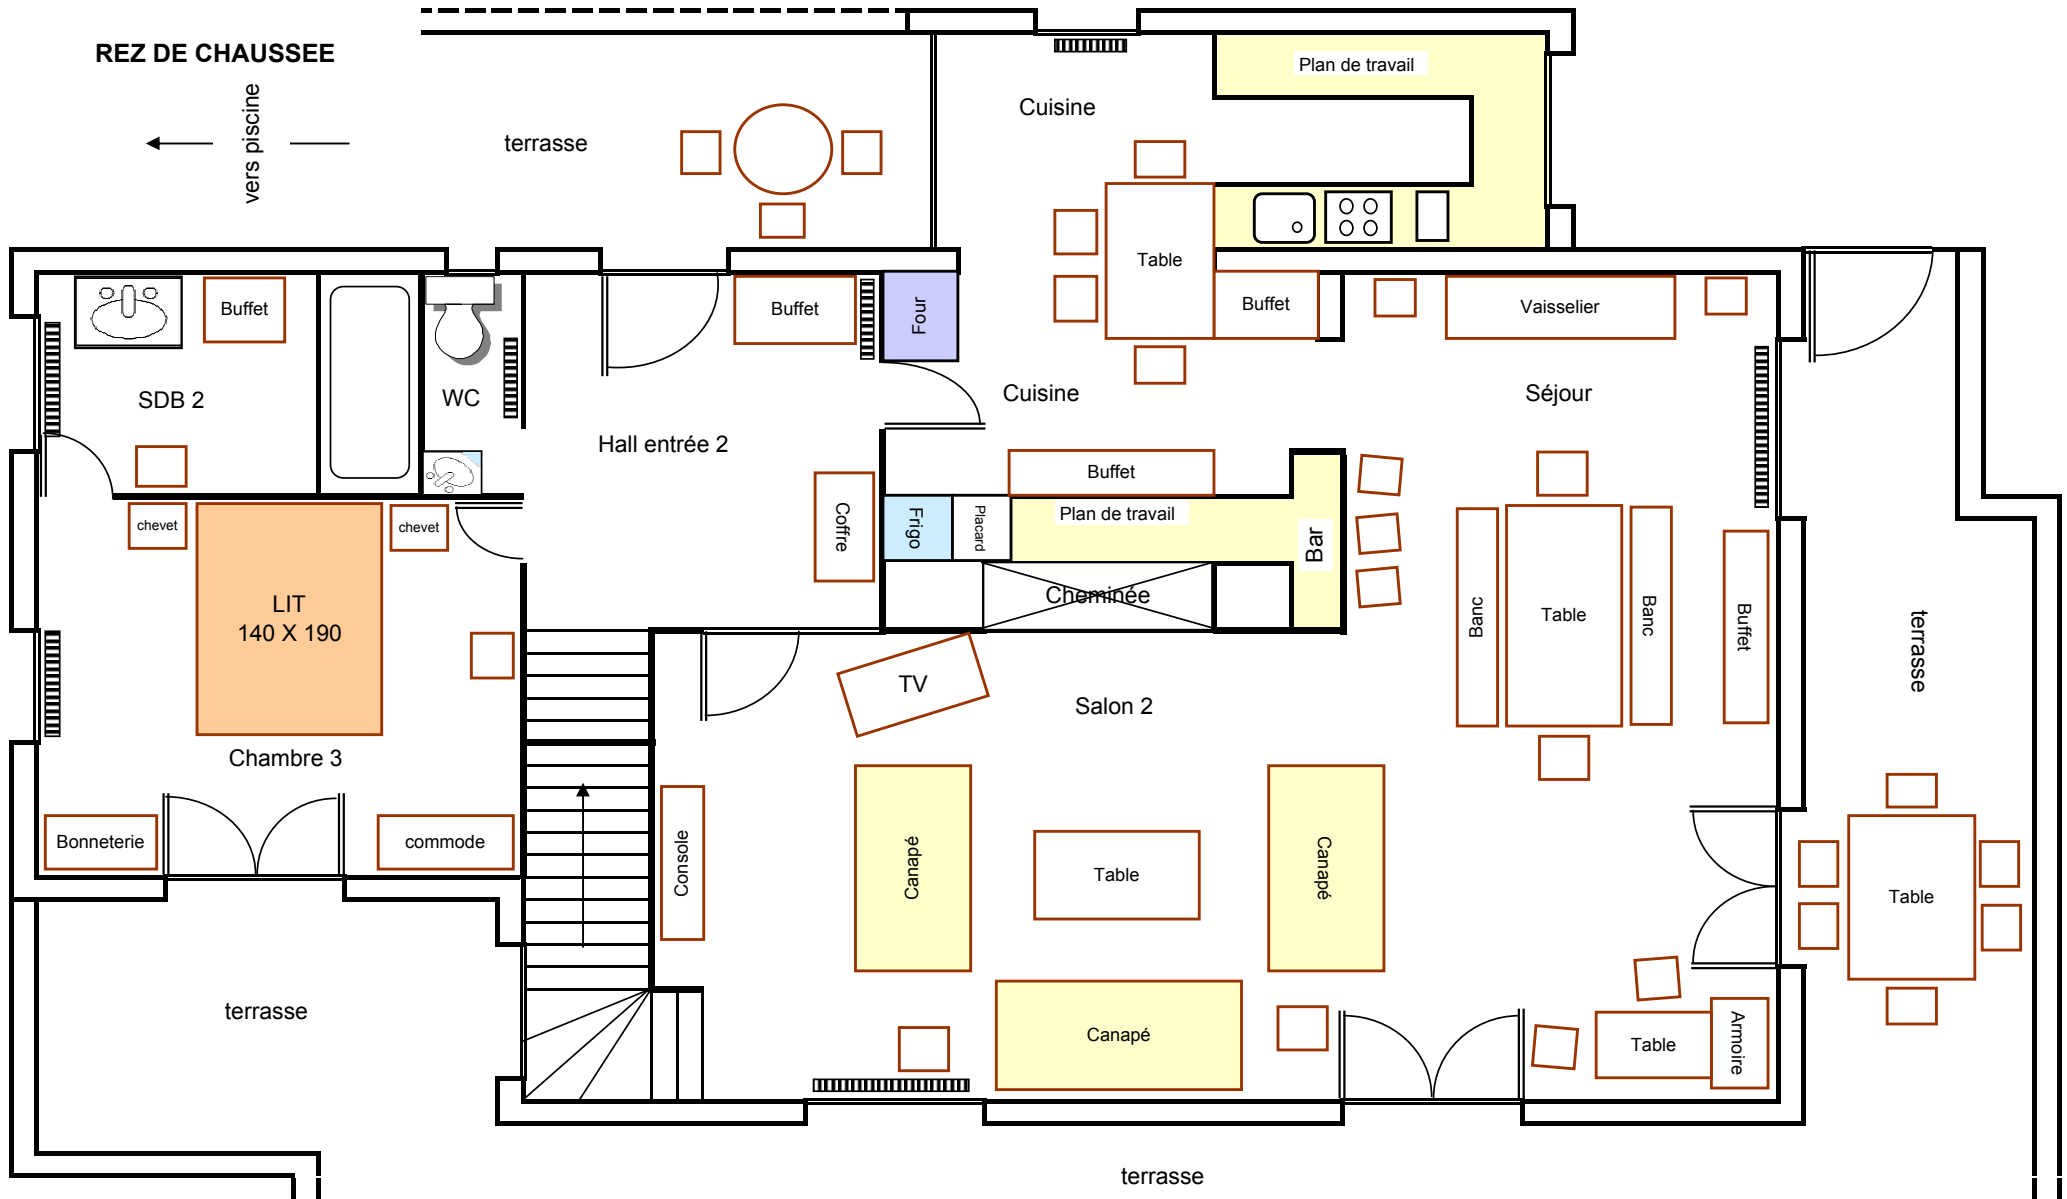 REZ DE CHAUSSEE
vers piscine
terrasse
Cuisine
Plan de travail
Table
Buffet
Buffet
Four
Buffet
Vaisselier
SDB 2
WC
Hall entrée 2
Cuisine
Séjour
Buffet
Plan de travail
Frigo
Placard
Coffre
Bar
Cheminée
chevet
chevet
LIT
140 X 190
Chambre 3
Bonneterie
commode
Banc
Table
Banc
Buffet
terrasse
TV
Salon 2
Console
Canapé
Table
Canapé
Canapé
Table
Table
Armoire
terrasse
terrasse